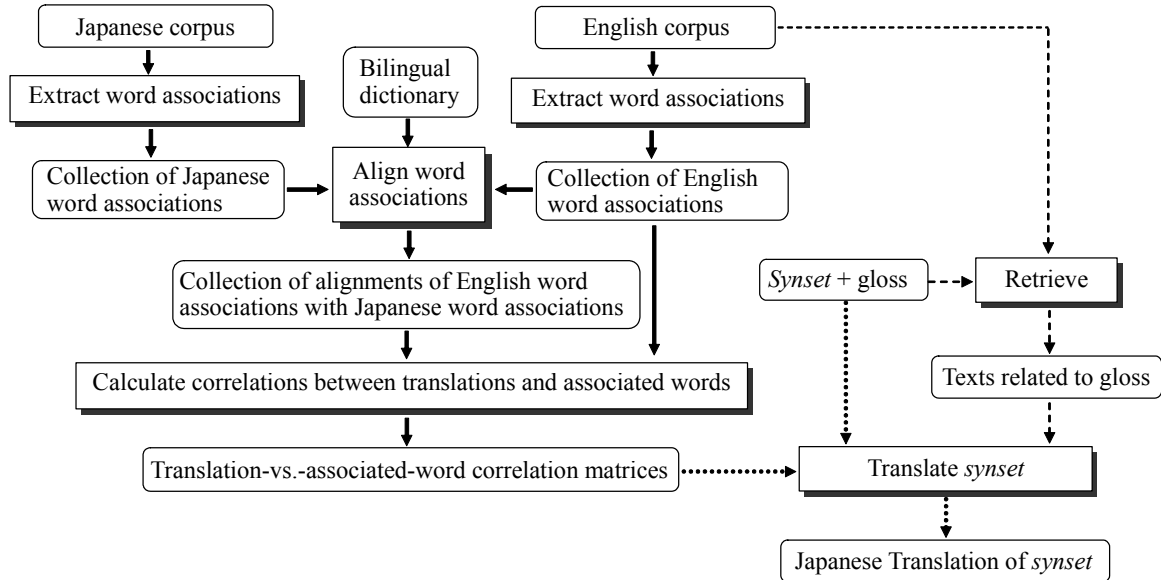 Japanese corpus
English corpus
Bilingual
dictionary
Extract word associations
Extract word associations
Collection of Japanese
word associations
Align word
associations
Collection of English
word associations
Collection of alignments of English word
associations with Japanese word associations
Synset + gloss
Retrieve
Calculate correlations between translations and associated words
Texts related to gloss
Translation-vs.-associated-word correlation matrices
Translate synset
Japanese Translation of synset